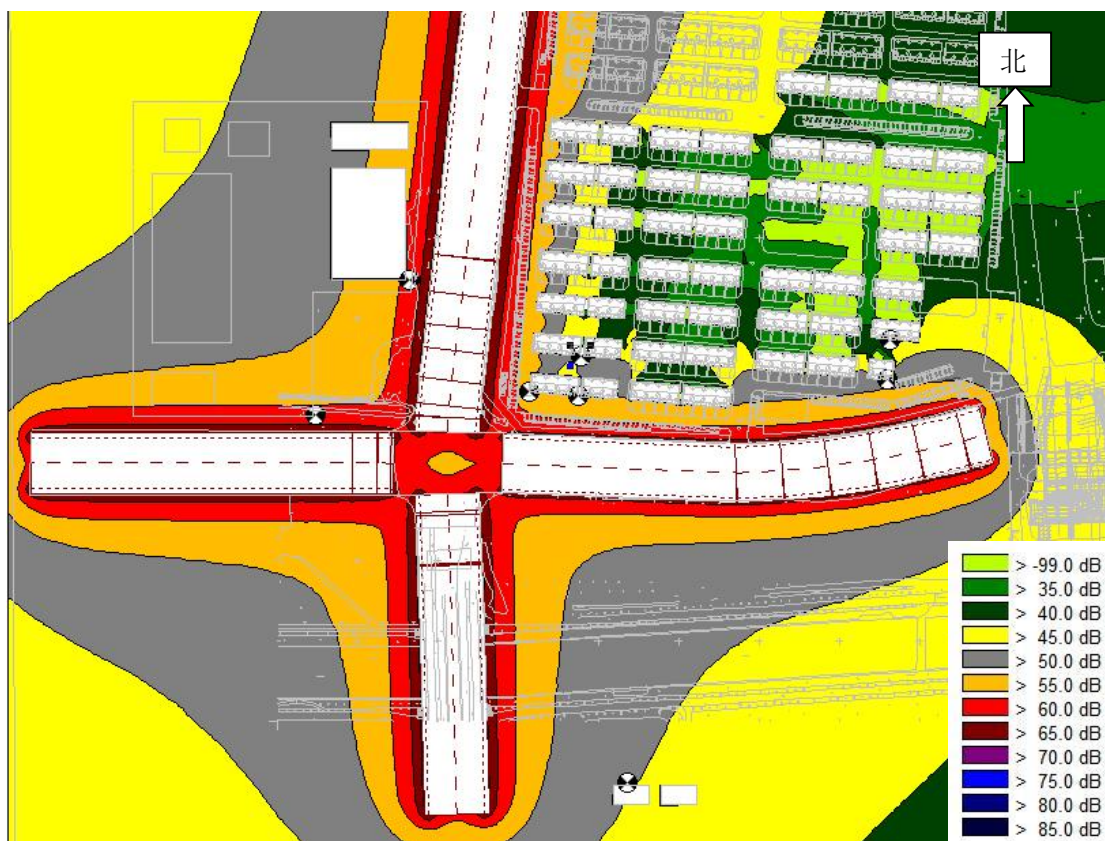 北
> -99.0 dB
> 35.0 dB
> 40.0 dB
> 45.0 dB
> 50.0 dB
> 55.0 dB
> 60.0 dB
> 65.0 dB
> 70.0 dB
> 75.0 dB
> 80.0 dB
> 85.0 dB